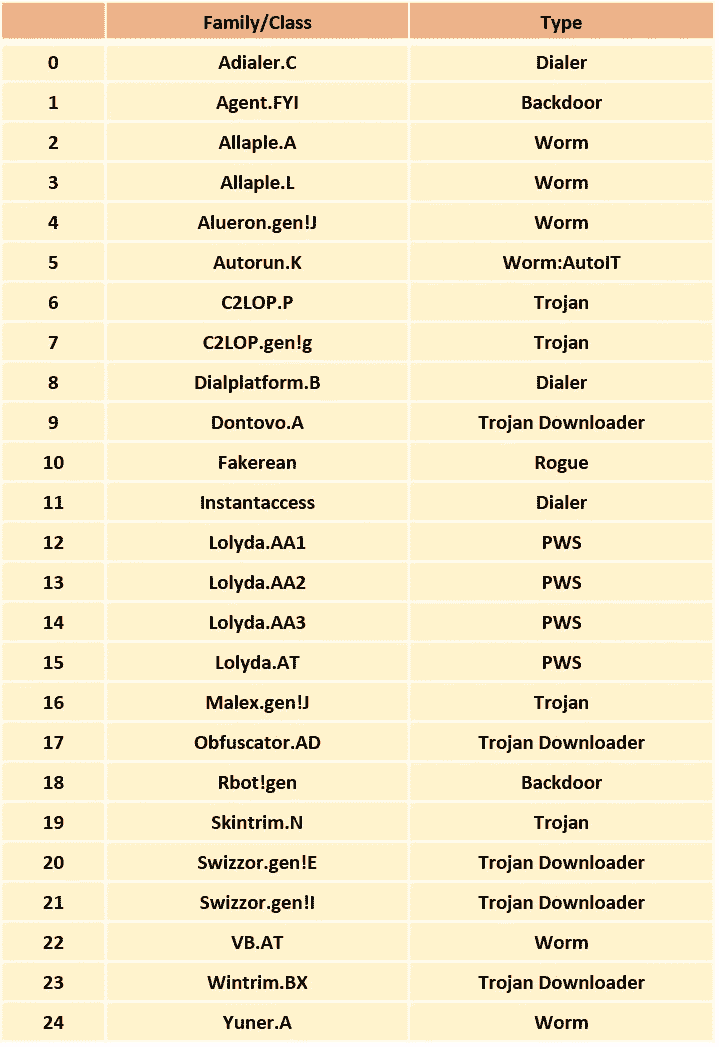 Family/Class Type
0 Adialer.C Dialer
1 Agent.FYI Backdoor
2 Allaple.A Worm
3 Allaple.L Worm
4 Alueron.gen!J Worm
5 Autorun.K Worm:AutoIT
6 C2LOP.P Trojan
7 C2LOP.gen!g Trojan
8 Dialplatform.B Dialer
9 Dontovo.A Trojan Downloader
10 Fakerean Rogue
11 Instantaccess Dialer
12 Lolyda.AA1 PWS
13 Lolyda.AA2 PWS
14 Lolyda.AA3 PWS
15 Lolyda.AT PWS
16 Malex.gen!J Trojan
17 Obfuscator.AD Trojan Downloader
18 Rbot!gen Backdoor
19 Skintrim.N Trojan
20 Swizzor.gen!E Trojan Downloader
21 Swizzor.gen!I Trojan Downloader
22 VB.AT Worm
23 Wintrim.BX Trojan Downloader
24 Yuner.A Worm